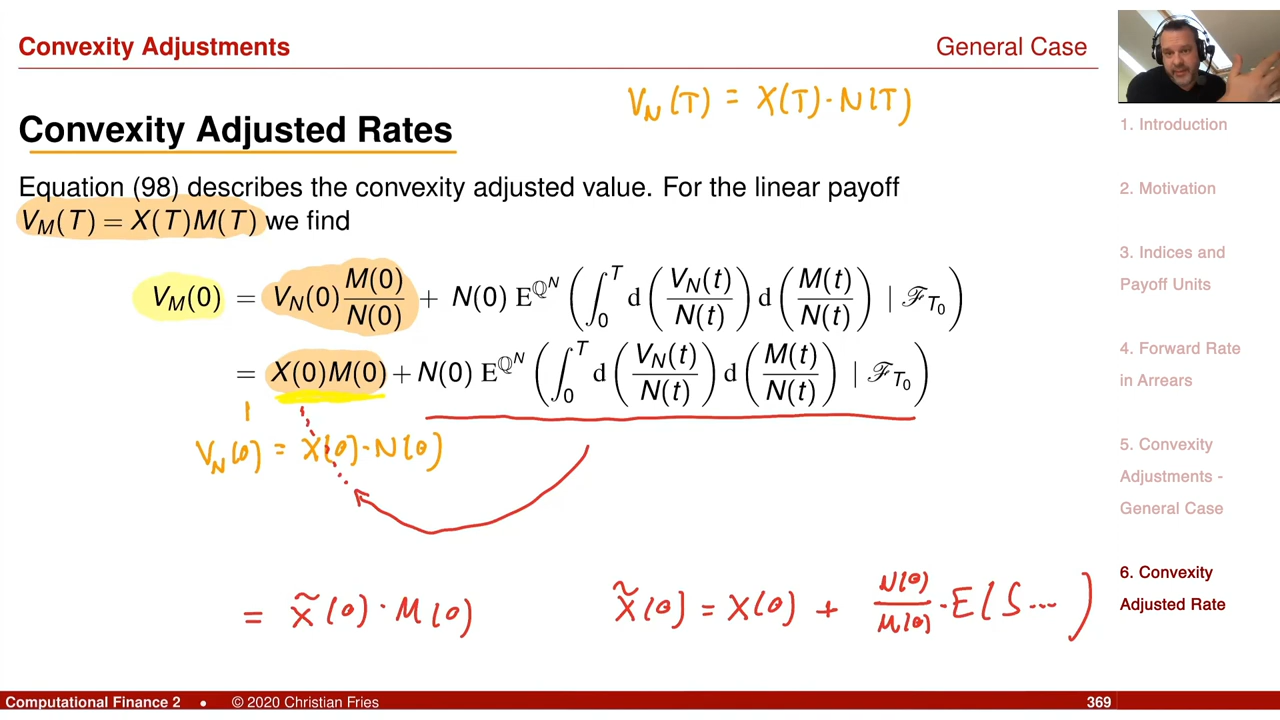 Convexity Adjustments
General Case
V_N(T) = X(T)·N(T)
Convexity Adjusted Rates
Equation (98) describes the convexity adjusted value. For the linear payoff
V_M(T) = X(T)M(T) we find
V_M(0) = V_N(0) M(0)/N(0) + N(0) E^{ℚ^N} ( ∫_0^T d ( V_N(t)/N(t) ) d ( M(t)/N(t) ) | ℱ_{T_0} )
= X(0)M(0) + N(0) E^{ℚ^N} ( ∫_0^T d ( V_N(t)/N(t) ) d ( M(t)/N(t) ) | ℱ_{T_0} )
V_N(0) = X(0)·N(0)
= X̃(0)·M(0)
X̃(0) = X(0) + N(0)/M(0) · E( ∫ ... )
1. Introduction
2. Motivation
3. Indices and
Payoff Units
4. Forward Rate
in Arrears
5. Convexity
Adjustments -
General Case
6. Convexity
Adjusted Rate
Computational Finance 2 • © 2020 Christian Fries
369